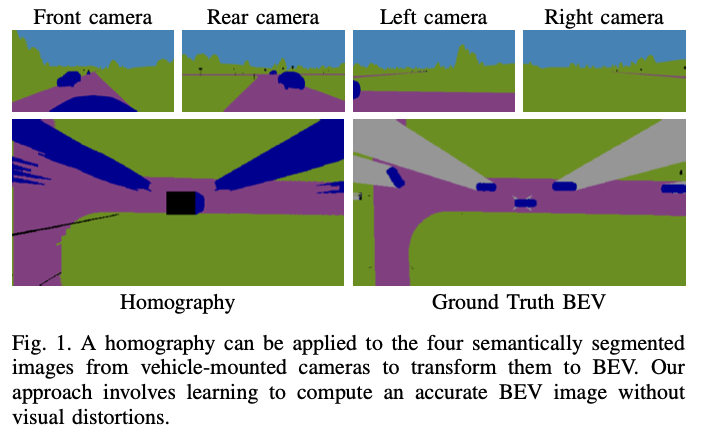 Front camera
Rear camera
Left camera
Right camera
Homography
Ground Truth BEV
Fig. 1. A homography can be applied to the four semantically segmented
images from vehicle-mounted cameras to transform them to BEV. Our
approach involves learning to compute an accurate BEV image without
visual distortions.